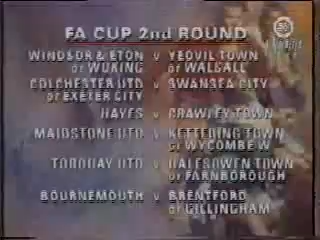 FA CUP 2nd ROUND
WINDSOR & ETON v YEOVIL TOWN
or WOKING or WALSALL
COLCHESTER UTD v SWANSEA CITY
or EXETER CITY
HAYES v CRAWLEY TOWN
MAIDSTONE UTD v KETTERING TOWN
or WYCOMBE W
TORQUAY UTD v HALESOWEN TOWN
or FARNBOROUGH
BOURNEMOUTH v BRENTFORD
or GILLINGHAM